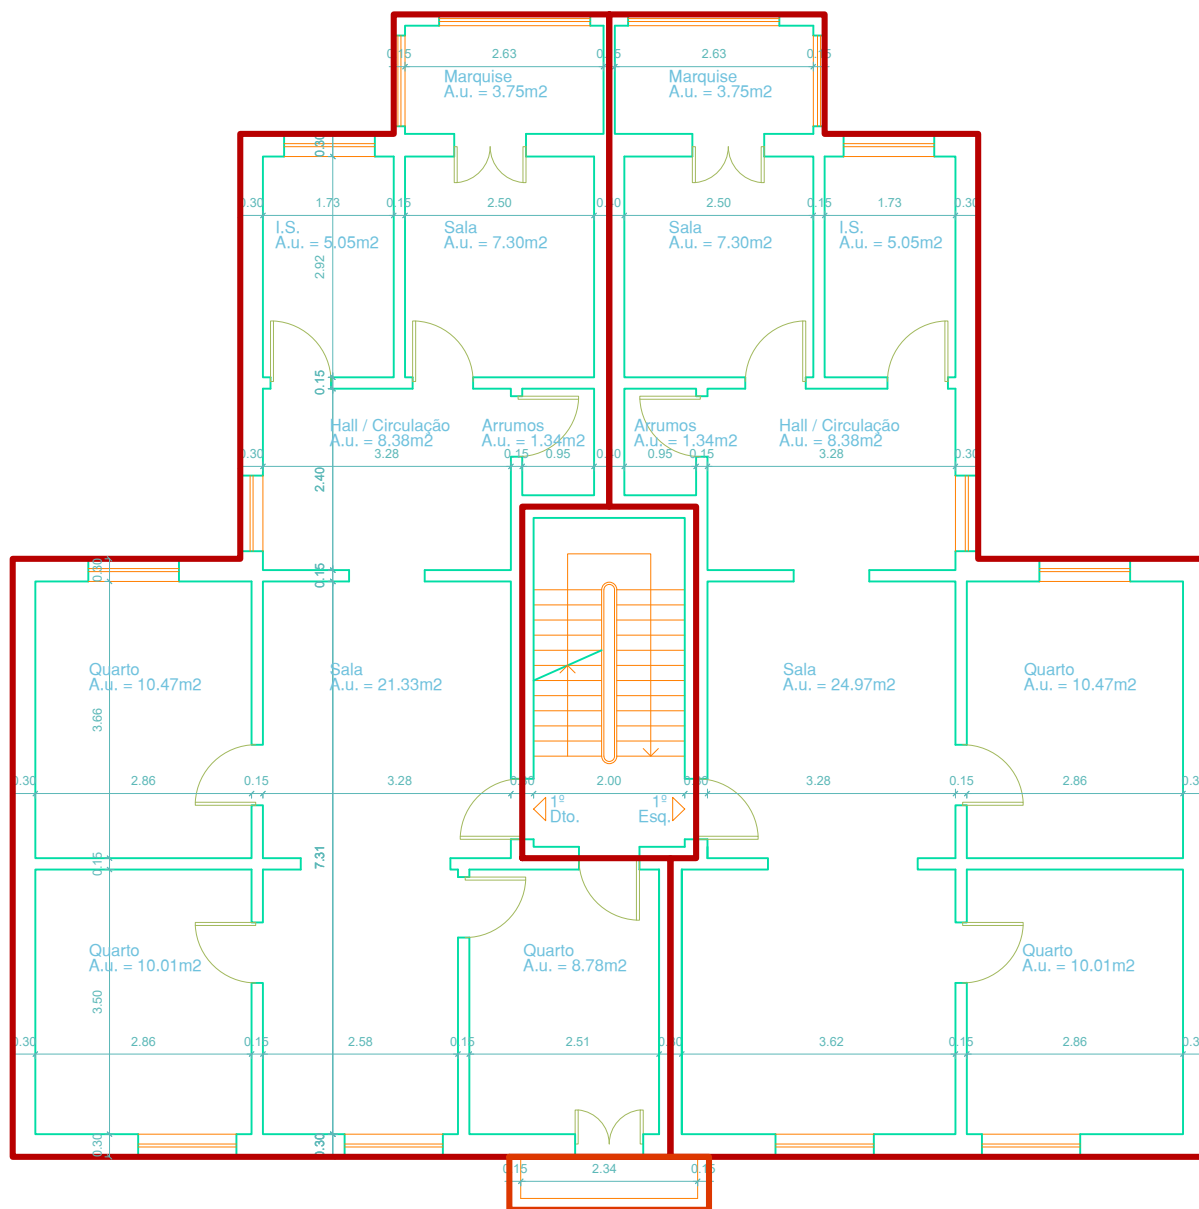 0.15 2.63 0.15 2.63 0.15
Marquise
A.u. = 3.75m2
Marquise
A.u. = 3.75m2
0.30
0.30 1.73 0.15 2.50 0.30 2.50 0.15 1.73 0.30
I.S.
A.u. = 5.05m2
Sala
A.u. = 7.30m2
Sala
A.u. = 7.30m2
I.S.
A.u. = 5.05m2
2.92
0.15
Hall / Circulação
A.u. = 8.38m2
Arrumos
A.u. = 1.34m2
Arrumos
A.u. = 1.34m2
Hall / Circulação
A.u. = 8.38m2
0.30 3.28 0.15 0.95 0.30 0.95 0.15 3.28 0.30
2.40
0.30
0.15
Quarto
A.u. = 10.47m2
Sala
A.u. = 21.33m2
Sala
A.u. = 24.97m2
Quarto
A.u. = 10.47m2
3.66
0.30 2.86 0.15 3.28 0.30 2.00 0.30 3.28 0.15 2.86 0.3
1º
Dto.
1º
Esq.
0.15
7.31
Quarto
A.u. = 10.01m2
Quarto
A.u. = 8.78m2
Quarto
A.u. = 10.01m2
3.50
0.30 2.86 0.15 2.58 0.15 2.51 0.30 3.62 0.15 2.86 0.3
0.30
0.30
0.15 2.34 0.15